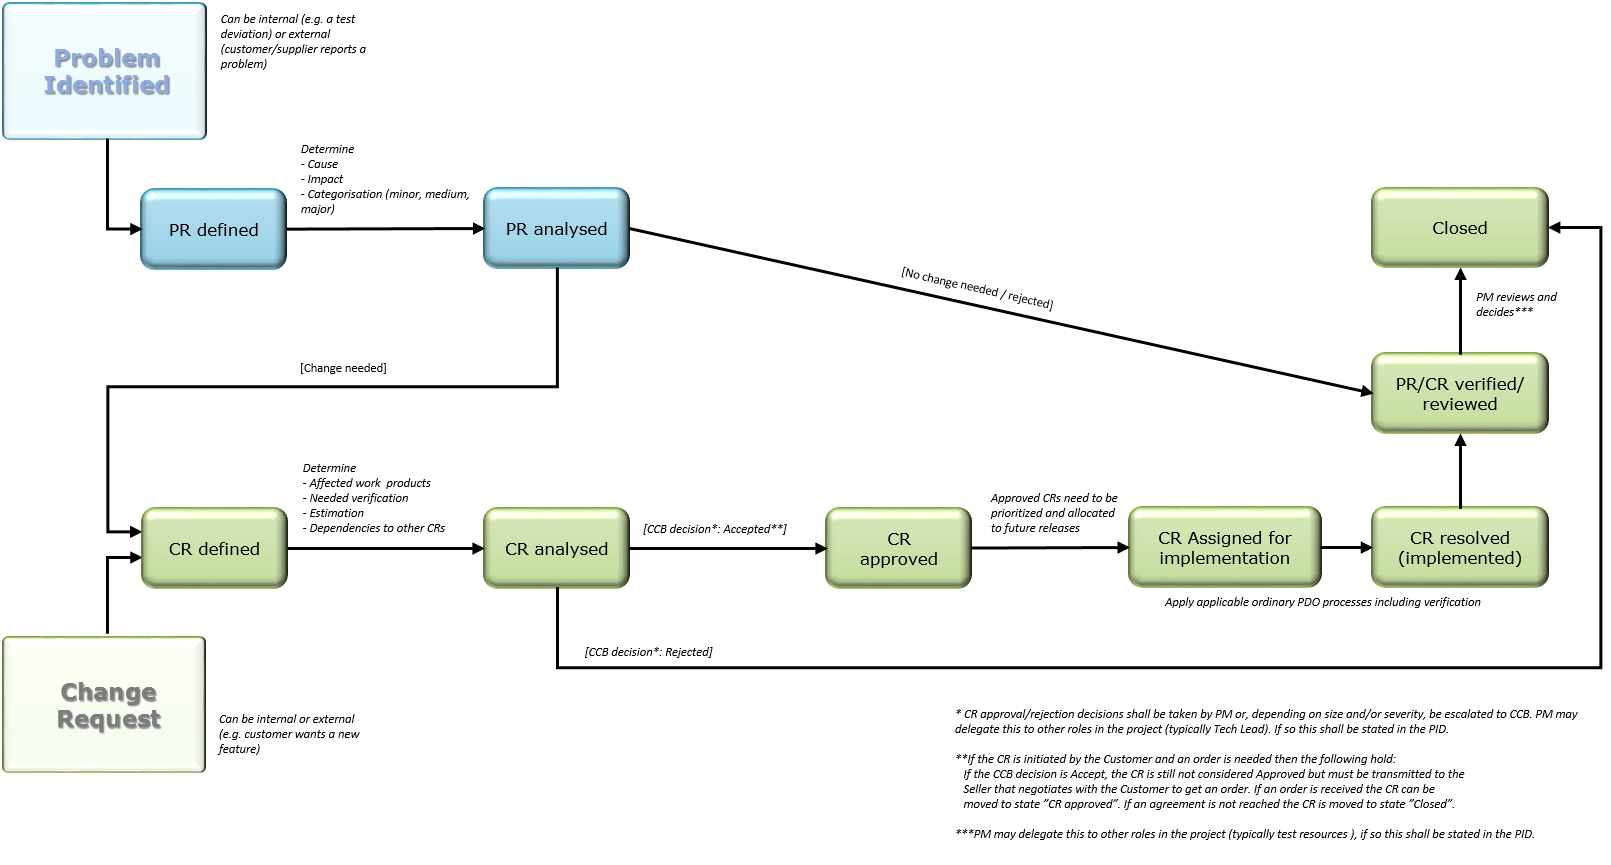 Problem
Identified
Can be internal (e.g. a test
deviation) or external
(customer/supplier reports a
problem)
Determine
- Cause
- Impact
- Categorisation (minor, medium,
major)
PR defined
PR analysed
Closed
[No change needed / rejected]
PM reviews and
decides***
[Change needed]
PR/CR verified/
reviewed
Determine
- Affected work  products
- Needed verification
- Estimation
- Dependencies to other CRs
CR defined
CR analysed
[CCB decision*: Accepted**]
CR
approved
Approved CRs need to be
prioritized and allocated
to future releases
CR Assigned for
implementation
CR resolved
(implemented)
Apply applicable ordinary PDO processes including verification
[CCB decision*: Rejected]
Change
Request
Can be internal or external
(e.g. customer wants a new
feature)
* CR approval/rejection decisions shall be taken by PM or, depending on size and/or severity, be escalated to CCB. PM may
delegate this to other roles in the project (typically Tech Lead). If so this shall be stated in the PID.
**If the CR is initiated by the Customer and an order is needed then the following hold:
If the CCB decision is Accept, the CR is still not considered Approved but must be transmitted to the
Seller that negotiates with the Customer to get an order. If an order is received the CR can be
moved to state ”CR approved”. If an agreement is not reached the CR is moved to state ”Closed”.
***PM may delegate this to other roles in the project (typically test resources ), if so this shall be stated in the PID.